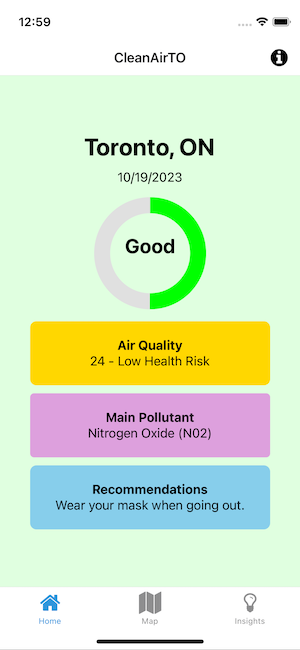 12:59
CleanAirTO
Toronto, ON
10/19/2023
Good
Air Quality
24 - Low Health Risk
Main Pollutant
Nitrogen Oxide (N02)
Recommendations
Wear your mask when going out.
Home
Map
Insights